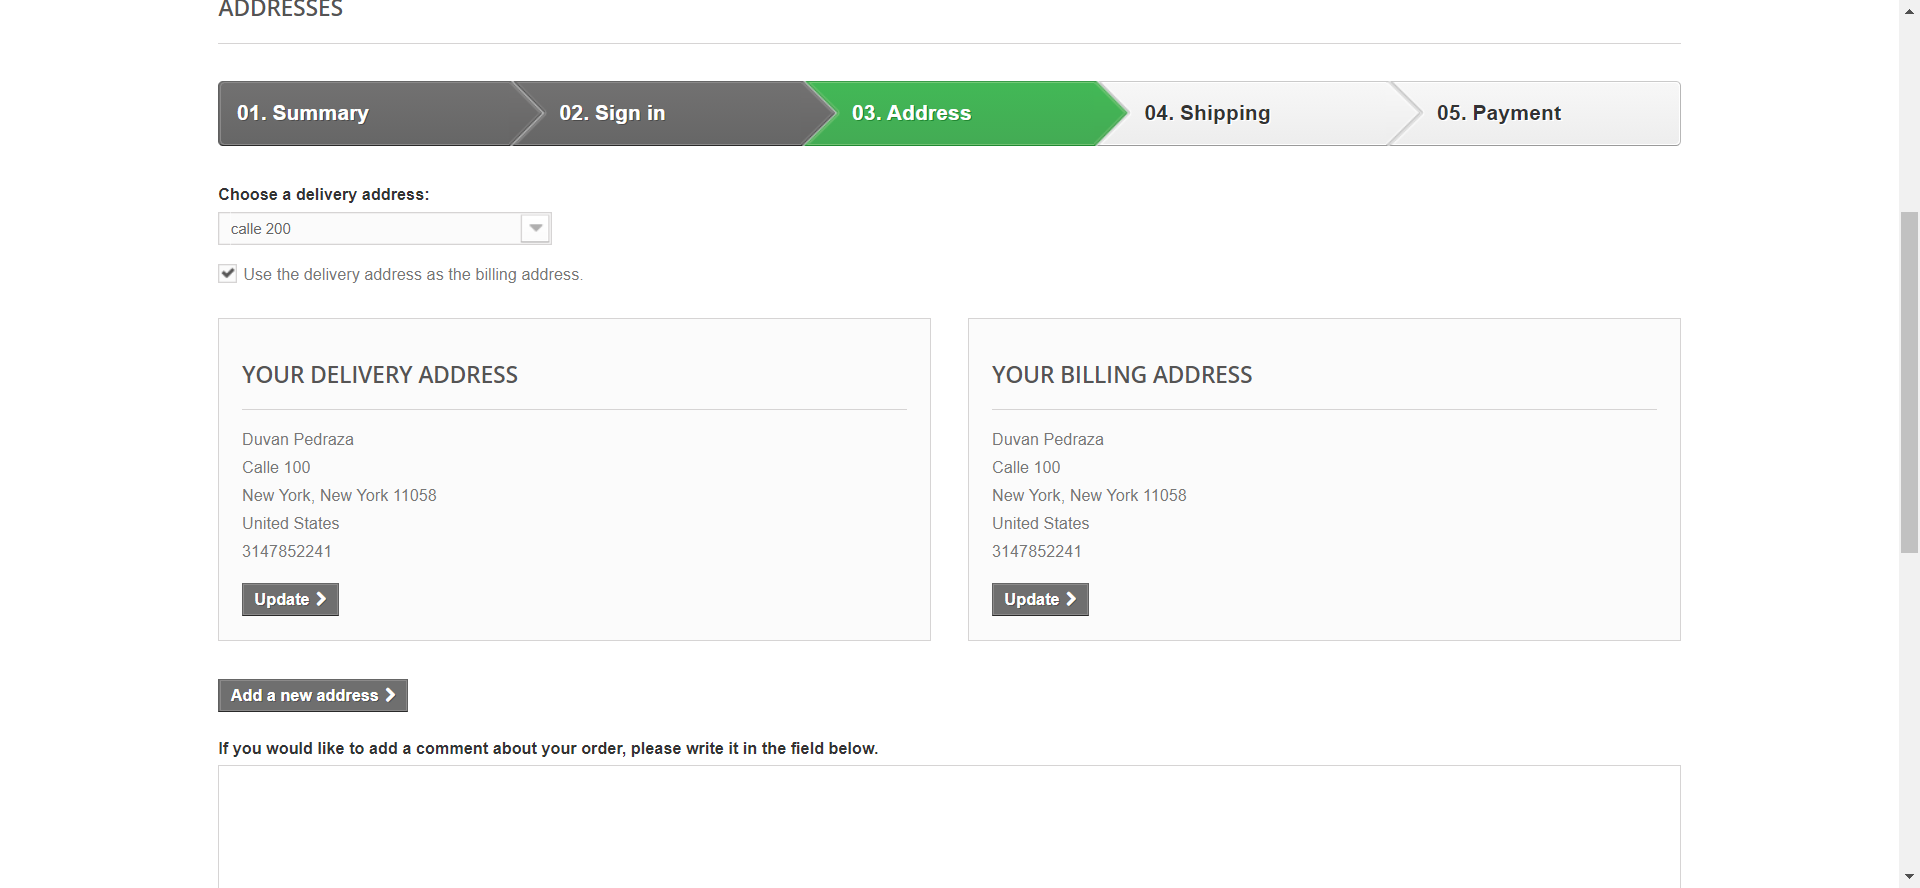 ADDRESSES
01. Summary
02. Sign in
03. Address
04. Shipping
05. Payment
Choose a delivery address:
calle 200
Use the delivery address as the billing address.
YOUR DELIVERY ADDRESS
Duvan Pedraza
Calle 100
New York, New York 11058
United States
3147852241
Update
YOUR BILLING ADDRESS
Duvan Pedraza
Calle 100
New York, New York 11058
United States
3147852241
Update
Add a new address
If you would like to add a comment about your order, please write it in the field below.